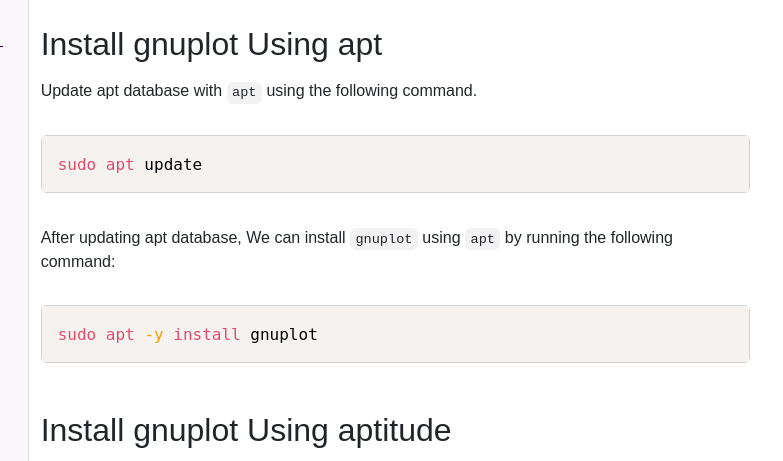 Install gnuplot Using apt
Update apt database with apt using the following command.
sudo apt update
After updating apt database, We can install gnuplot using apt by running the following
command:
sudo apt -y install gnuplot
Install gnuplot Using aptitude